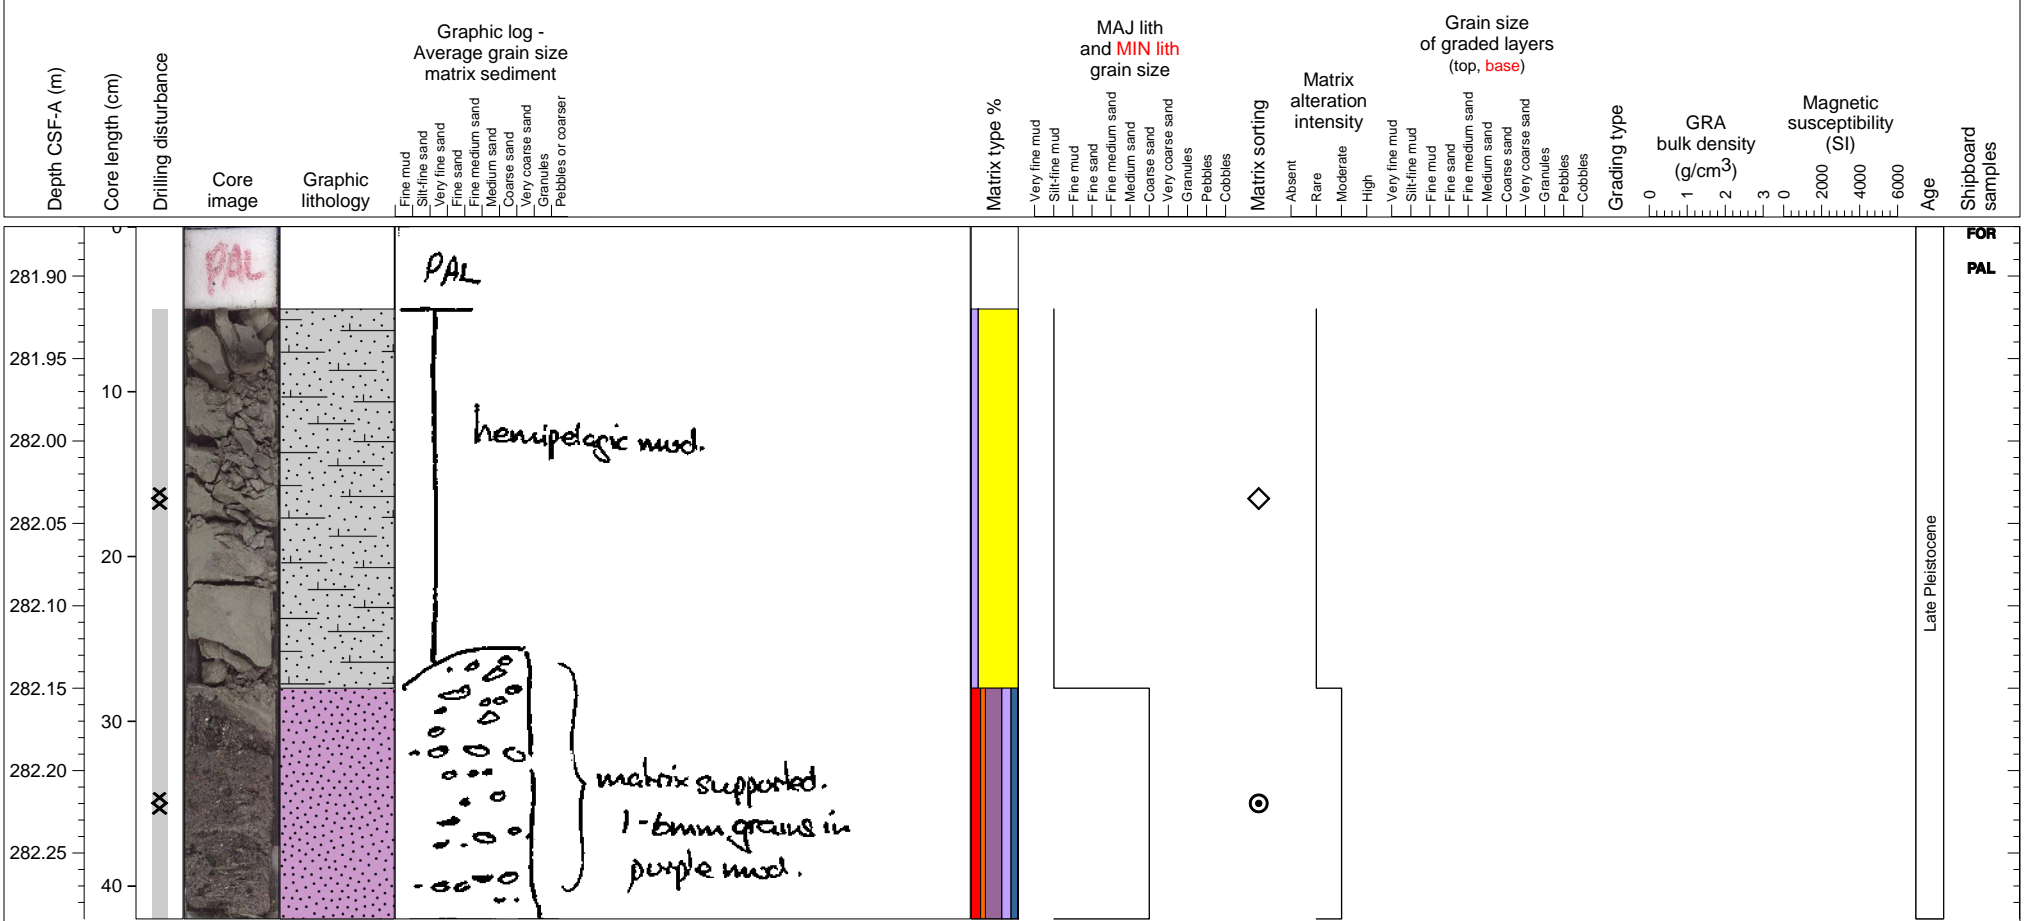 Depth CSF-A (m)
Core length (cm)
Drilling disturbance
Core
image
Graphic
lithology
Graphic log -
Average grain size
matrix sediment
Fine mud
Silt-fine sand
Very fine sand
Fine sand
Fine medium sand
Medium sand
Coarse sand
Very coarse sand
Granules
Pebbles or coarser
Matrix type %
MAJ lith
and MIN lith
grain size
Very fine mud
Silt-fine mud
Fine mud
Fine sand
Fine medium sand
Medium sand
Coarse sand
Very coarse sand
Granules
Pebbles
Cobbles
Matrix sorting
Matrix
alteration
intensity
Absent
Rare
Moderate
High
Grain size
of graded layers
(top, base)
Very fine mud
Silt-fine mud
Fine mud
Fine sand
Fine medium sand
Medium sand
Coarse sand
Very coarse sand
Granules
Pebbles
Cobbles
Grading type
GRA
bulk density
(g/cm3)
0 1 2 3
Magnetic
susceptibility
(SI)
0 2000 4000 6000
Age
Shipboard
samples
0
FOR
281.90
PAL
PAL
PAL
281.95
10
282.00
hemipelagic mud.
282.05
20
282.10
Late Pleistocene
282.15
30
282.20
matrix supported.
1-6mm grains in
282.25
purple mud.
40